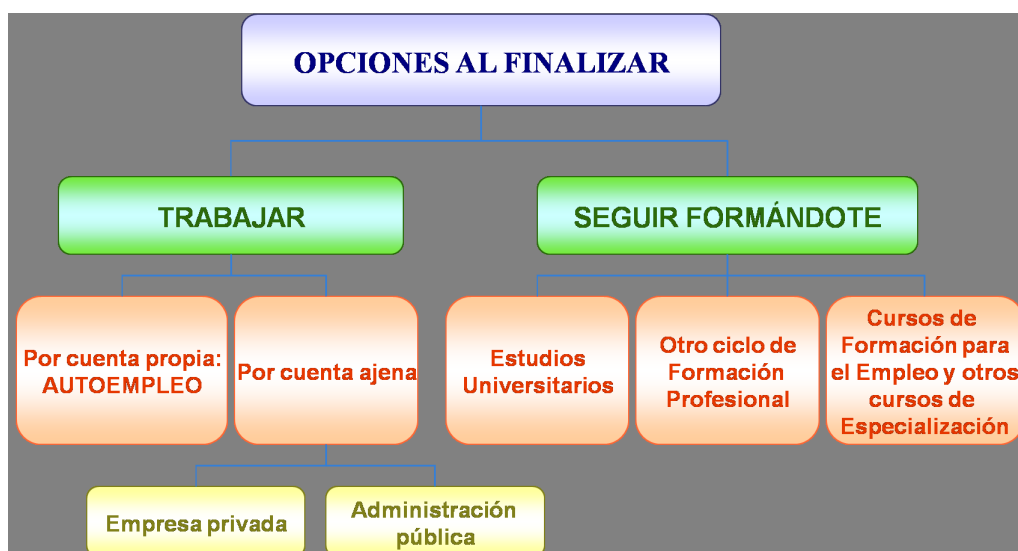 OPCIONES AL FINALIZAR
TRABAJAR
SEGUIR FORMÁNDOTE
Por cuenta propia:
AUTOEMPLEO
Por cuenta ajena
Estudios
Universitarios
Otro ciclo de
Formación
Profesional
Cursos de
Formación para
el Empleo y otros
cursos de
Especialización
Empresa privada
Administración
pública